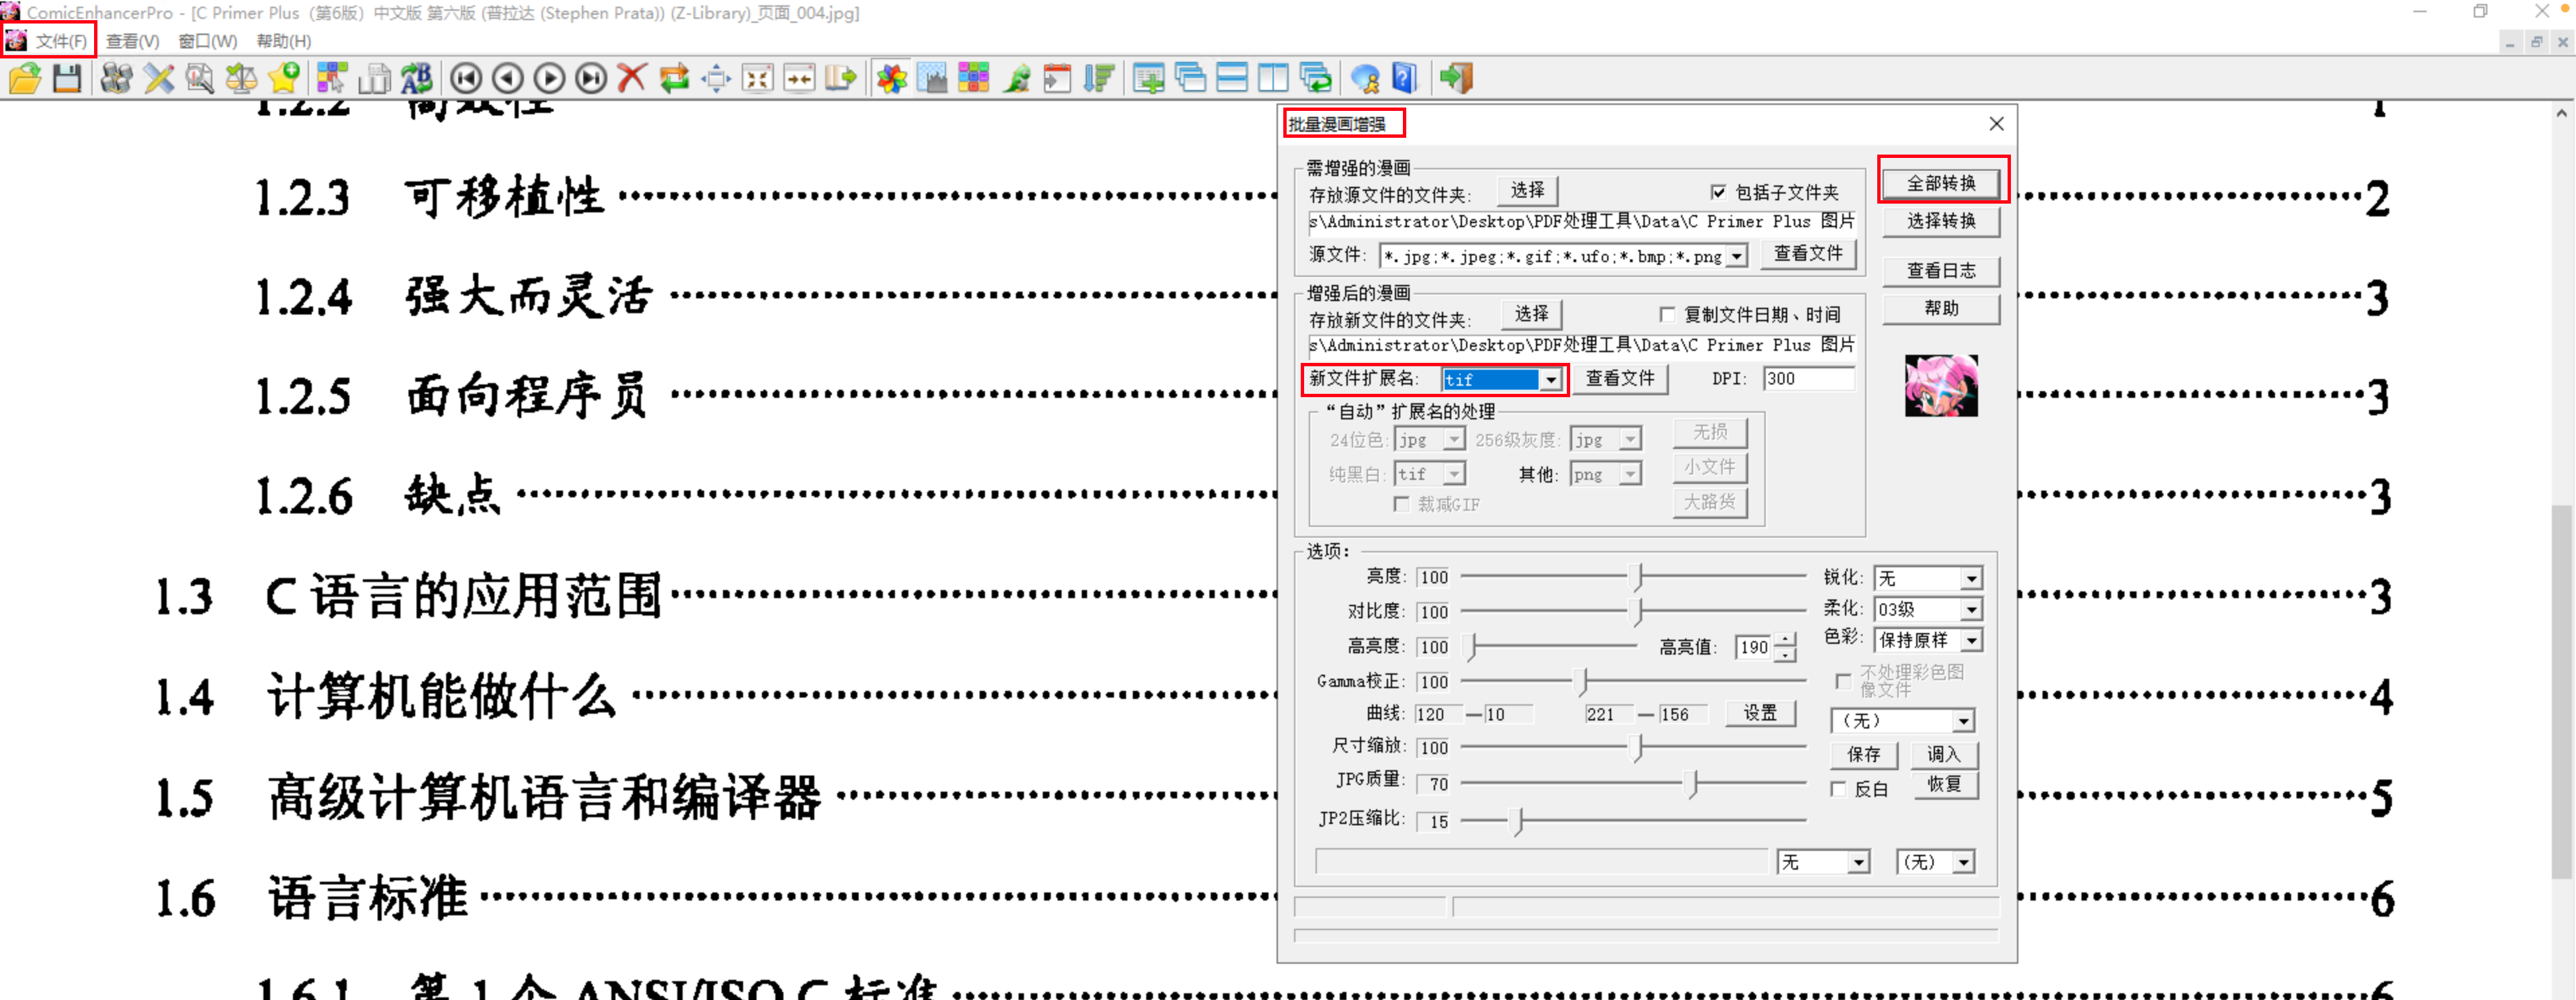 ComicEnhancerPro - [C Primer Plus（第6版）中文版 第六版 (普拉达 (Stephen Prata)) (Z-Library)_页面_004.jpg]
文件(F) 查看(V) 窗口(W) 帮助(H)
1.2.2 高效性 1
1.2.3 可移植性 2
1.2.4 强大而灵活 3
1.2.5 面向程序员 3
1.2.6 缺点 3
1.3 C 语言的应用范围 3
1.4 计算机能做什么 4
1.5 高级计算机语言和编译器 5
1.6 语言标准 6
1.6.1 第 1 个 ANSI/ISO C 标准 6
批量漫画增强
需增强的漫画
存放源文件的文件夹: 选择 包括子文件夹
s\Administrator\Desktop\PDF处理工具\Data\C Primer Plus 图片
源文件: *.jpg;*.jpeg;*.gif;*.ufo;*.bmp;*.png 查看文件
增强后的漫画
存放新文件的文件夹: 选择 复制文件日期、时间
s\Administrator\Desktop\PDF处理工具\Data\C Primer Plus 图片
新文件扩展名: tif 查看文件 DPI: 300
“自动”扩展名的处理
24位色: jpg 256级灰度: jpg 无损
纯黑白: tif 其他: png 小文件
裁减GIF 大路货
全部转换
选择转换
查看日志
帮助
选项:
亮度: 100 锐化: 无
对比度: 100 柔化: 03级
高亮度: 100 高亮值: 190 色彩: 保持原样
Gamma校正: 100 不处理彩色图像文件
曲线: 120 — 10 221 — 156 设置 (无)
尺寸缩放: 100 保存 调入
JPG质量: 70 反白 恢复
JP2压缩比: 15
无 (无)